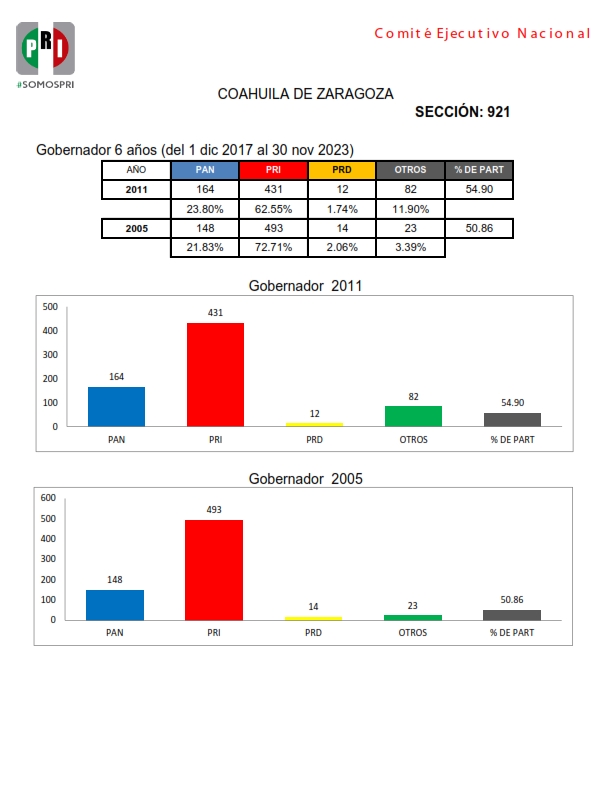 PRI
#SOMOSPRI
Comité Ejecutivo Nacional
COAHUILA DE ZARAGOZA
SECCIÓN: 921
Gobernador 6 años (del 1 dic 2017 al 30 nov 2023)
AÑO PAN PRI PRD OTROS % DE PART
2011 164 431 12 82 54.90
23.80% 62.55% 1.74% 11.90%
2005 148 493 14 23 50.86
21.83% 72.71% 2.06% 3.39%
Gobernador 2011
500
400
300
200
100
0
164 431 12 82 54.90
PAN PRI PRD OTROS % DE PART
Gobernador 2005
600
500
400
300
200
100
0
148 493 14 23 50.86
PAN PRI PRD OTROS % DE PART